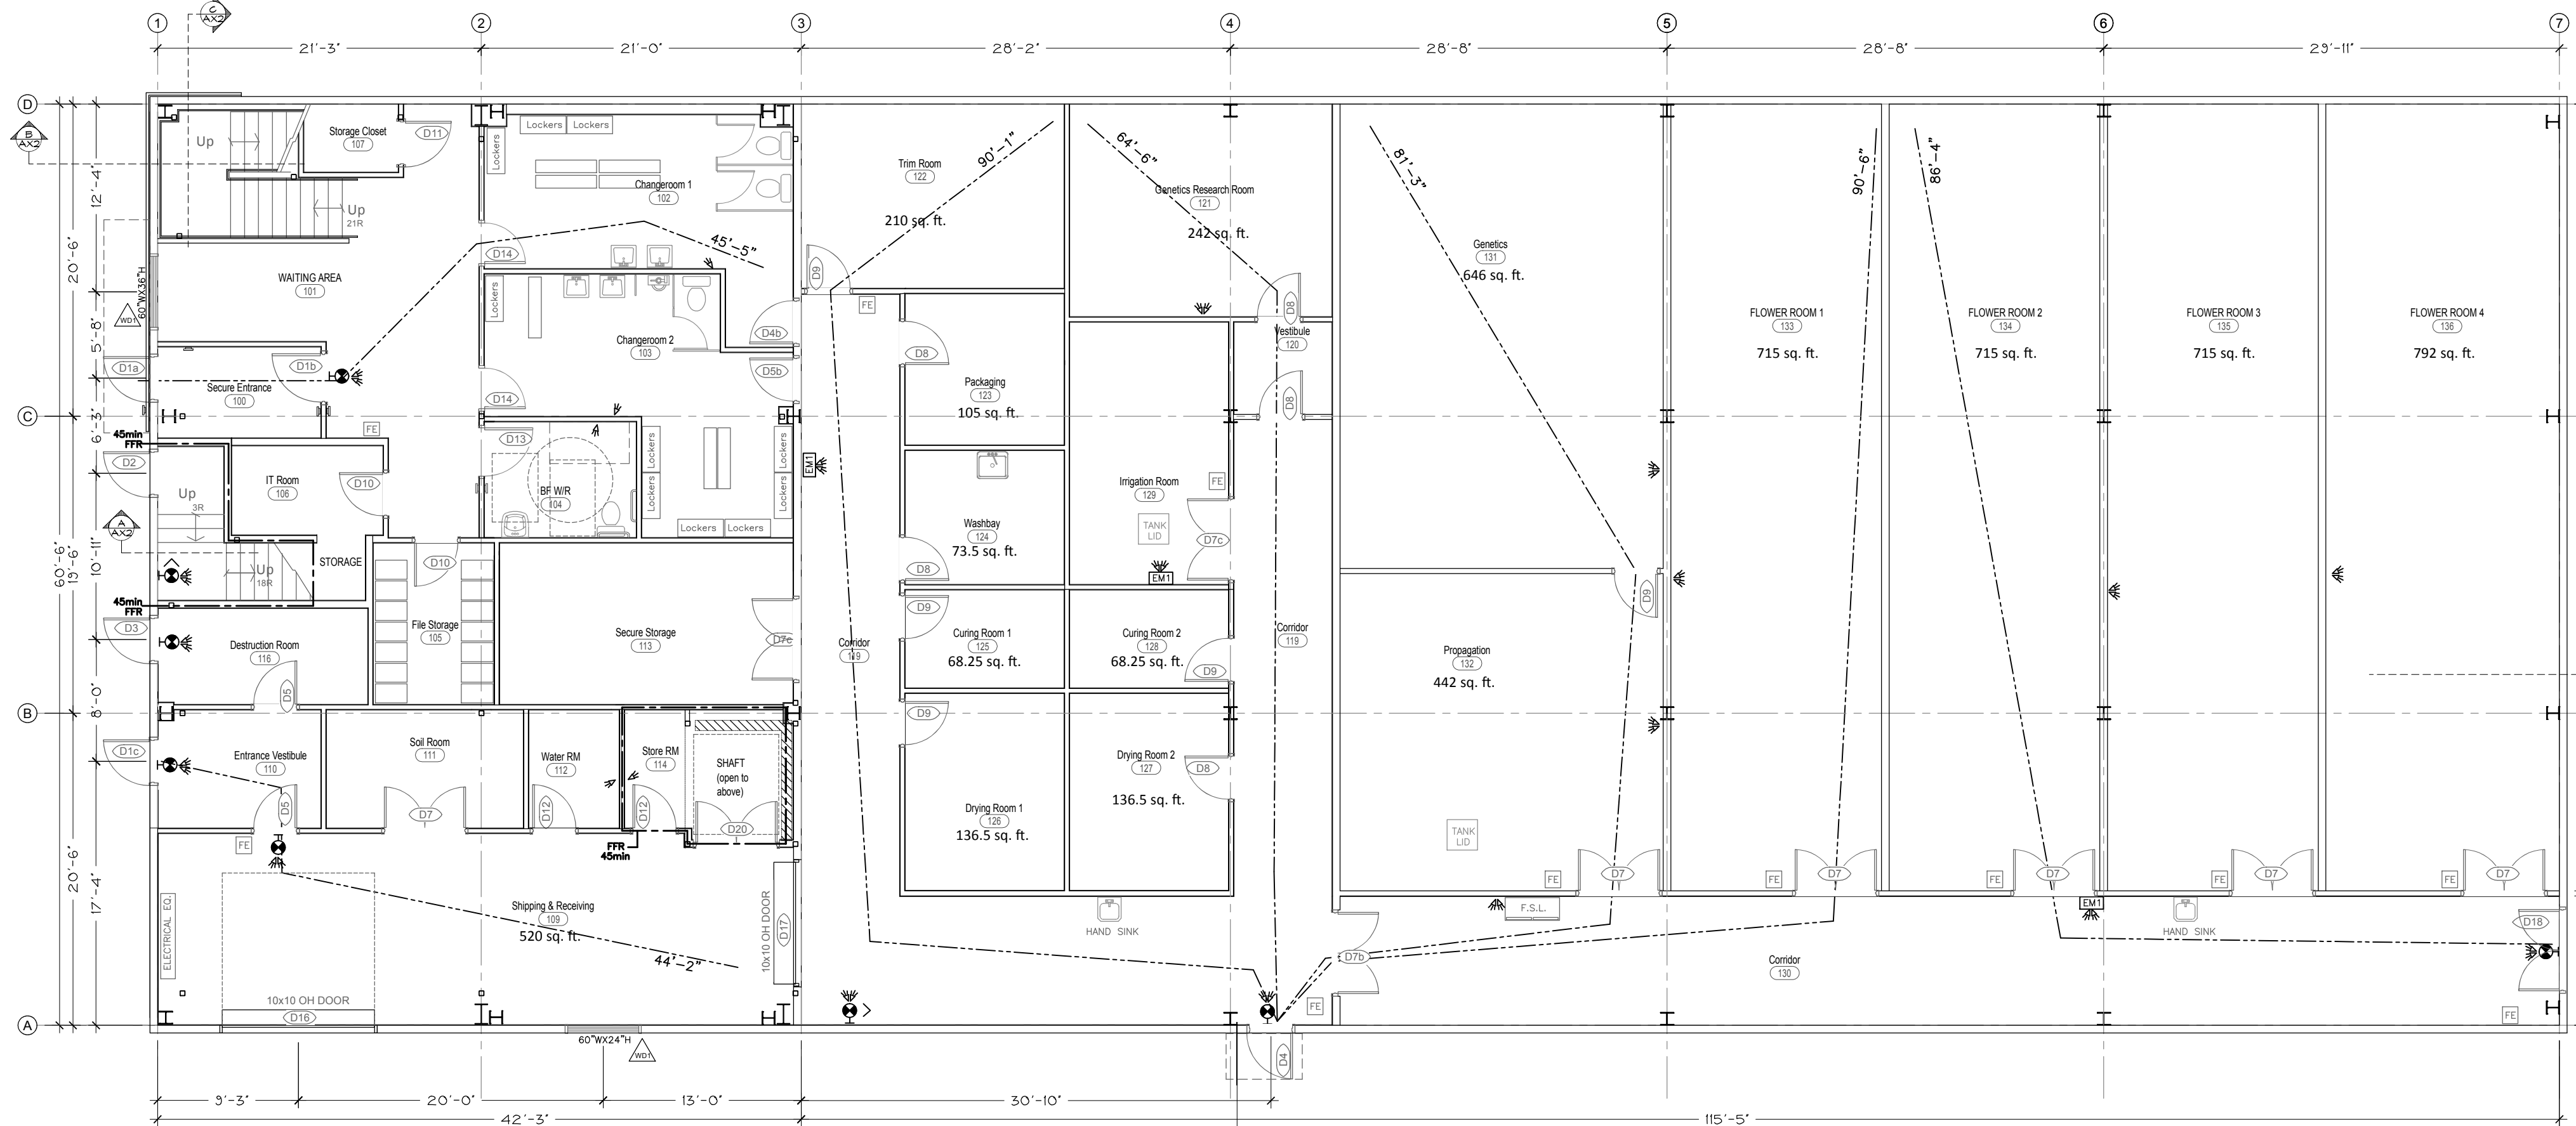 C
AX2
1
2
3
4
5
6
7
21'-3"
21'-0"
28'-2"
28'-8"
28'-8"
29'-11"
D
B
AX2
C
A
AX2
B
A
60'-6"
20'-6"
19'-6"
20'-6"
12'-4"
5'-8"
6'-3"
10'-11"
8'-0"
17'-4"
60"WX36"H
WD1
Up
Up
21R
Storage Closet
107
D11
WAITING AREA
101
D1a
D1b
Secure Entrance
100
FE
45min
FFR
D2
Up
3R
IT Room
106
D10
Up
18R
STORAGE
45min
FFR
D3
Destruction Room
116
D5
D10
File Storage
105
Secure Storage
113
D7c
Lockers
Lockers
Lockers
Changeroom 1
102
45'-5"
D14
Lockers
D4b
Changeroom 2
103
D5b
D14
D13
BF W/R
104
Lockers
Lockers
Lockers
Lockers
Lockers
Lockers
D1c
Entrance Vestibule
110
D5
Soil Room
111
D7
Water RM
112
D12
Store RM
114
D12
SHAFT
(open to
above)
D20
FFR
45min
FE
ELECTRICAL EQ.
Shipping & Receiving
109
520 sq. ft.
44'-2"
10x10 OH DOOR
D17
10x10 OH DOOR
D16
60"WX24"H
WD1
Trim Room
122
210 sq. ft.
90'-1"
D9
FE
64'-6"
Genetics Research Room
121
242 sq. ft.
D8
Vestibule
120
D8
D8
Packaging
123
105 sq. ft.
EM1
Washbay
124
73.5 sq. ft.
D8
Irrigation Room
129
FE
TANK
LID
D7c
EM1
D9
Curing Room 1
125
68.25 sq. ft.
Curing Room 2
128
68.25 sq. ft.
D9
Corridor
119
Corridor
119
D9
Drying Room 1
126
136.5 sq. ft.
Drying Room 2
127
D8
136.5 sq. ft.
HAND SINK
81'-3"
Genetics
131
646 sq. ft.
D9
Propagation
132
442 sq. ft.
TANK
LID
FE
D7
F.S.L.
D7b
FE
D4
90'-6"
FLOWER ROOM 1
133
715 sq. ft.
FE
D7
86'-4"
FLOWER ROOM 2
134
715 sq. ft.
FE
D7
EM1
FLOWER ROOM 3
135
715 sq. ft.
FE
D7
HAND SINK
FLOWER ROOM 4
136
792 sq. ft.
FE
D7
D18
Corridor
130
FE
9'-3"
20'-0"
13'-0"
30'-10"
42'-3"
115'-5"